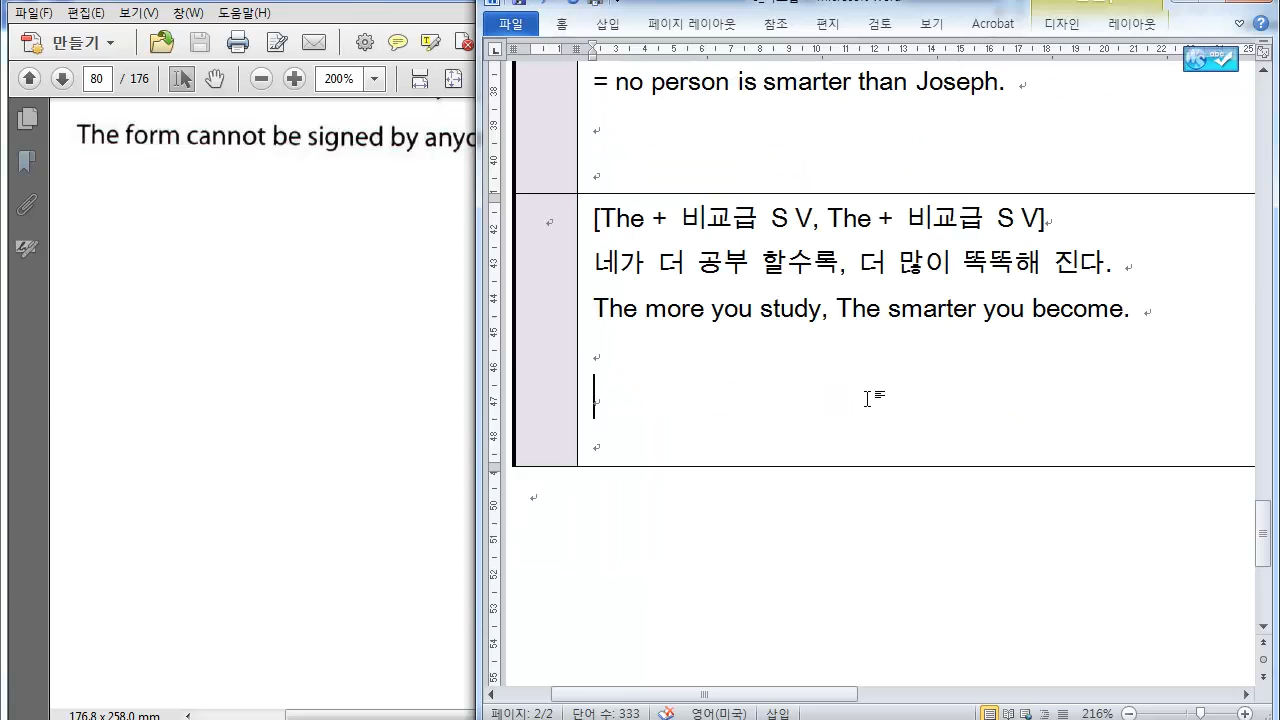 파일(F) 편집(E) 보기(V) 창(W) 도움말(H)
만들기
80 / 176 200%
The form cannot be signed by
176.8 x 258.0 mm
파일 홈 삽입 페이지 레이아웃 참조 편지 검토 보기 Acrobat 디자인 레이아웃
= no person is smarter than Joseph.
[The + 비교급 S V, The + 비교급 S V]
네가 더 공부 할수록, 더 많이 똑똑해 진다.
The more you study, The smarter you become.
페이지: 2/2 단어 수: 333 영어(미국) 삽입 216%